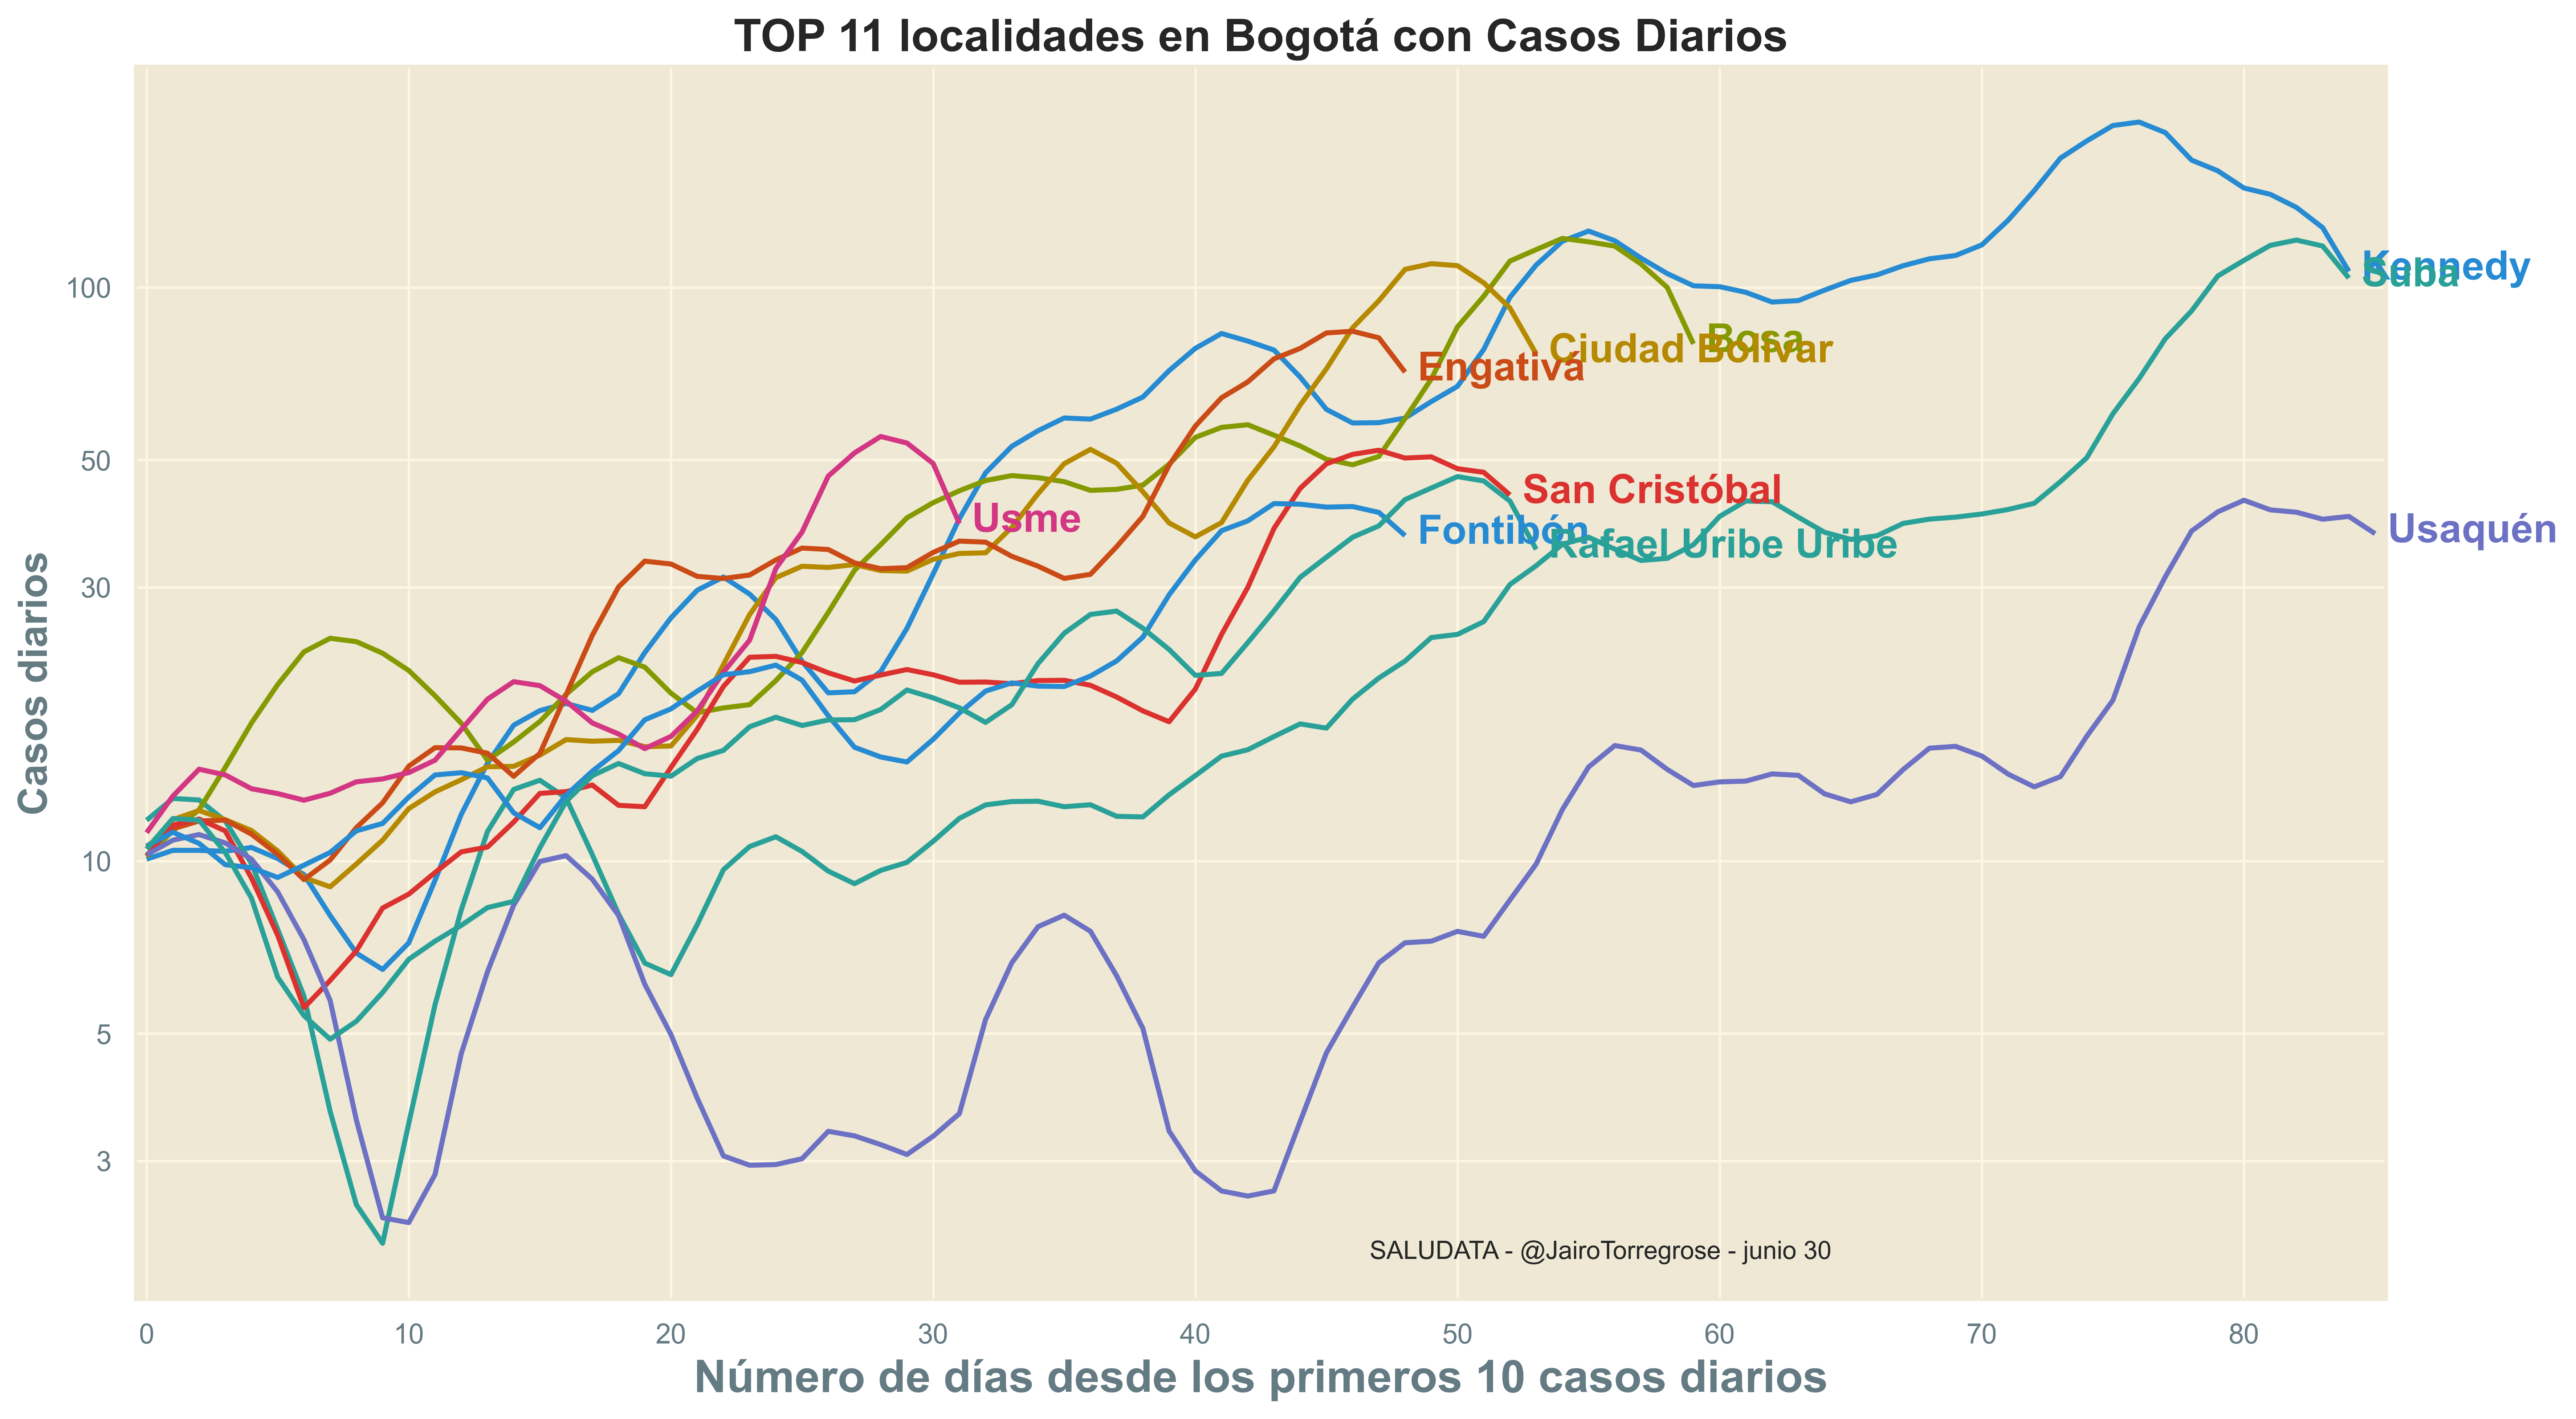 TOP 11 localidades en Bogotá con Casos Diarios
Casos diarios
100
50
30
10
5
3
Kennedy
Suba
Bosa
Ciudad Bolívar
Engativá
San Cristóbal
Usme
Fontibón
Rafael Uribe Uribe
Usaquén
SALUDATA - @JairoTorregrose - junio 30
0 10 20 30 40 50 60 70 80
Número de días desde los primeros 10 casos diarios